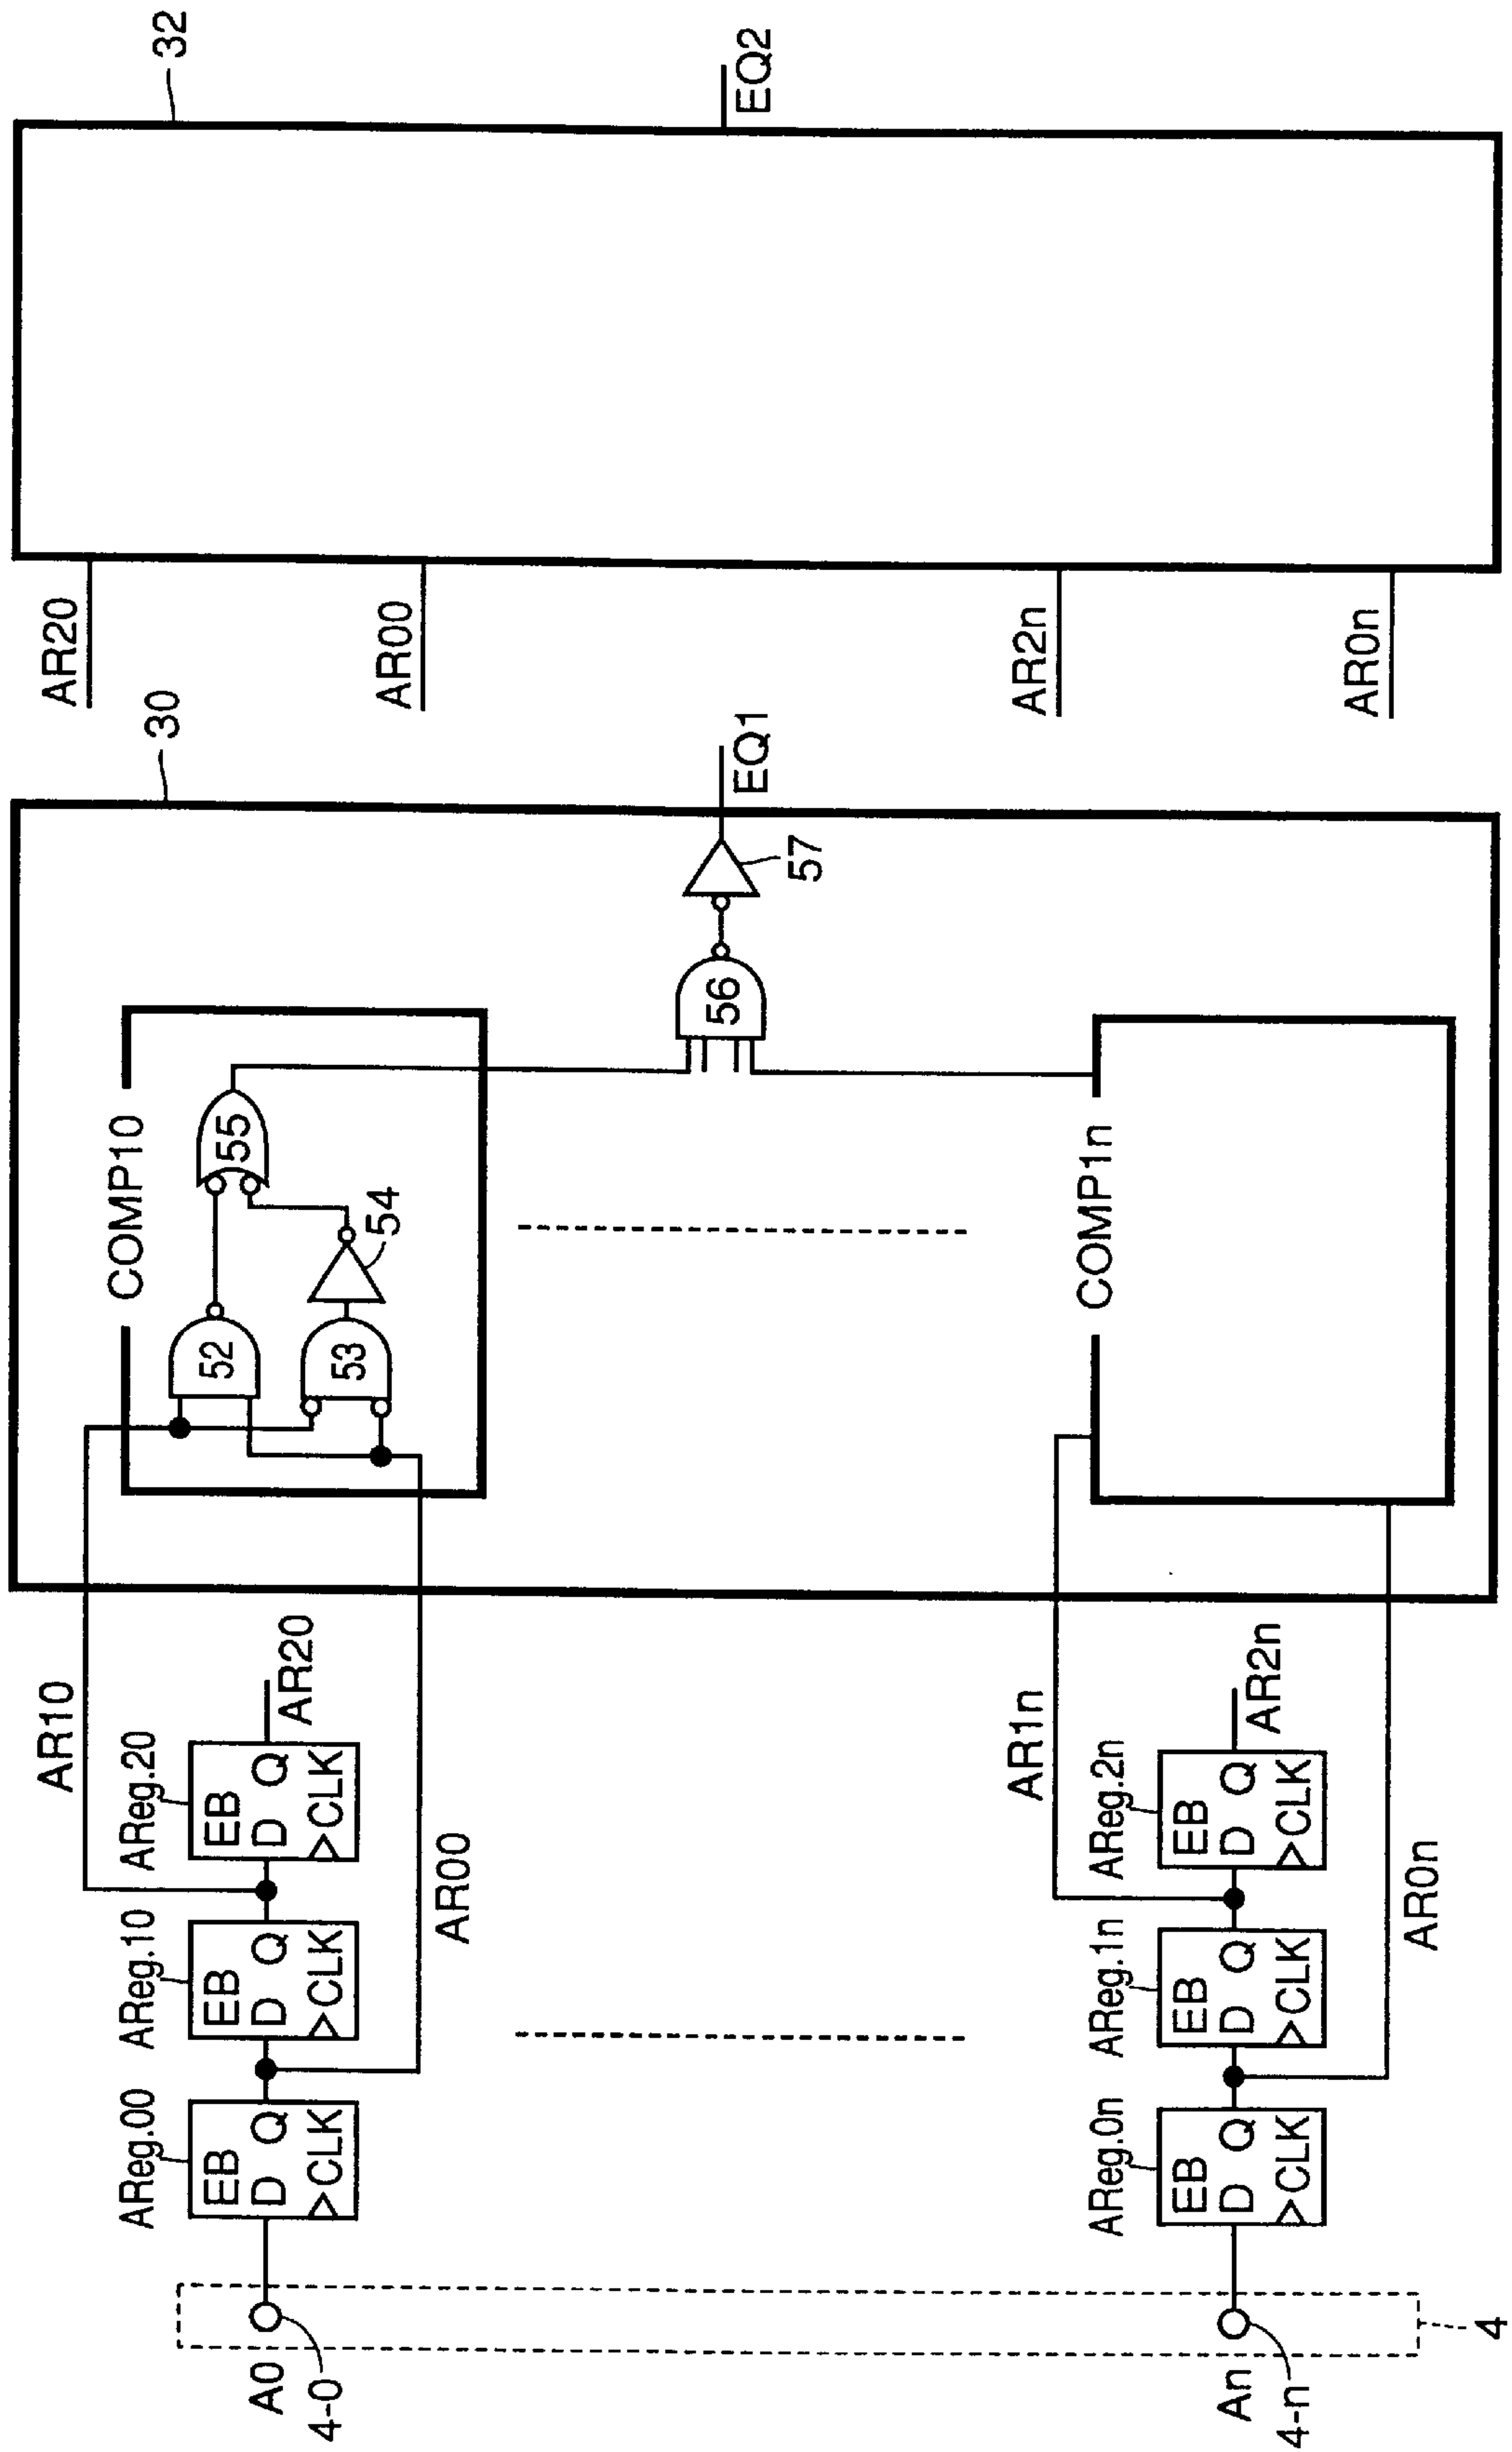 A0
4-0
AReg.00
EB
D Q
CLK
AReg.10
EB
D Q
CLK
AReg.20
EB
D Q
CLK
AR10
AR20
AR00
An
4-n
4
AReg.0n
EB
D Q
CLK
AReg.1n
EB
D Q
CLK
AReg.2n
EB
D Q
CLK
AR1n
AR2n
AR0n
30
COMP10
52
53
54
55
COMP1n
56
57
EQ1
32
AR20
AR00
AR2n
AR0n
EQ2